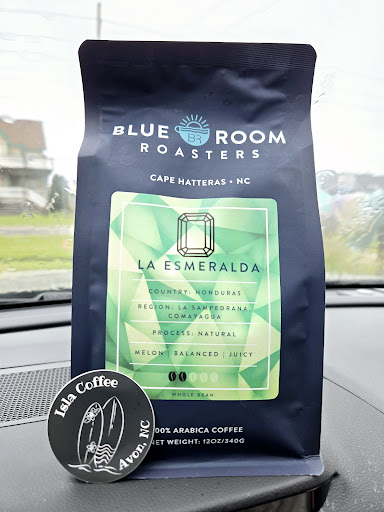 BLUE BR ROOM
ROASTERS
CAPE HATTERAS • NC
LA ESMERALDA
COUNTRY: HONDURAS
REGION: LA SAMPEDRANA
COMAYAGUA
PROCESS: NATURAL
MELON | BALANCED | JUICY
WHOLE BEAN
100% ARABICA COFFEE
NET WEIGHT: 12OZ/340G
Isla Coffee
Avon, NC